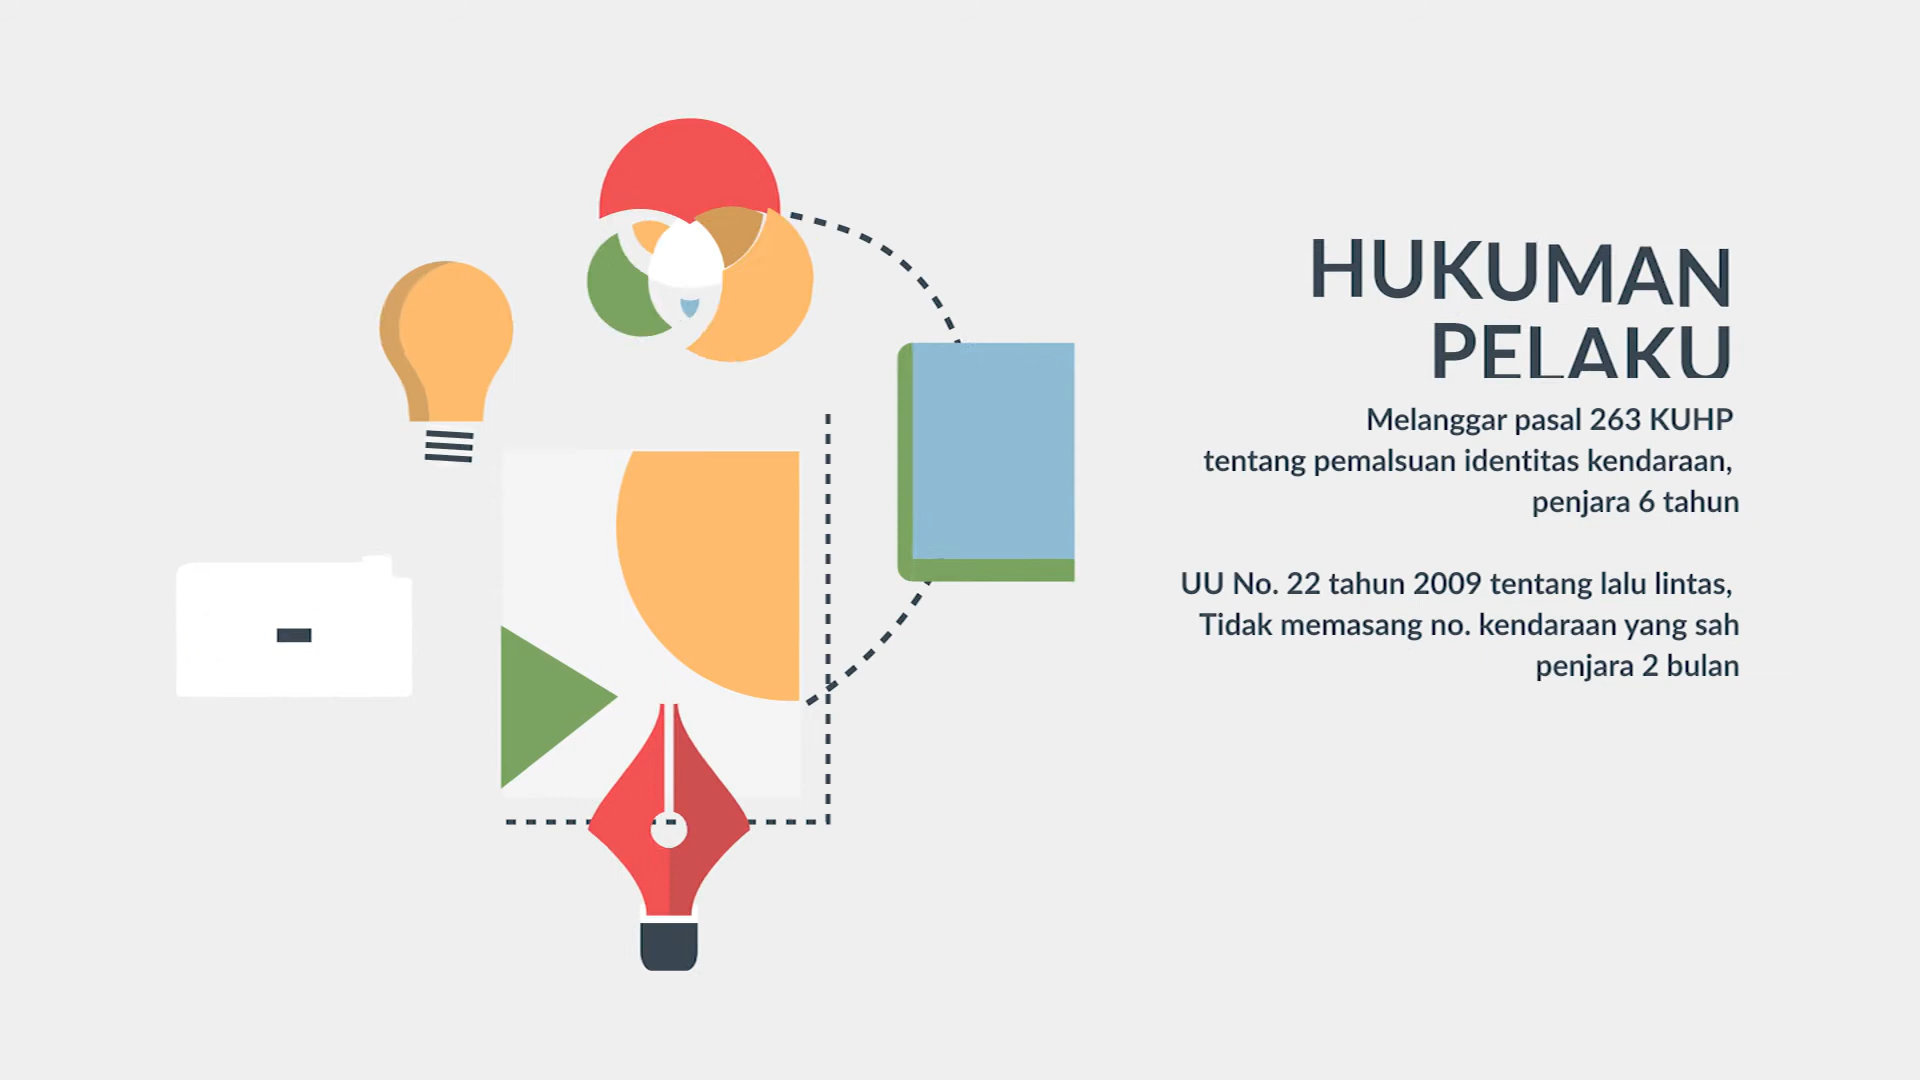 HUKUMAN
PELAKU
Melanggar pasal 263 KUHP
tentang pemalsuan identitas kendaraan,
penjara 6 tahun
UU No. 22 tahun 2009 tentang lalu lintas,
Tidak memasang no. kendaraan yang sah
penjara 2 bulan